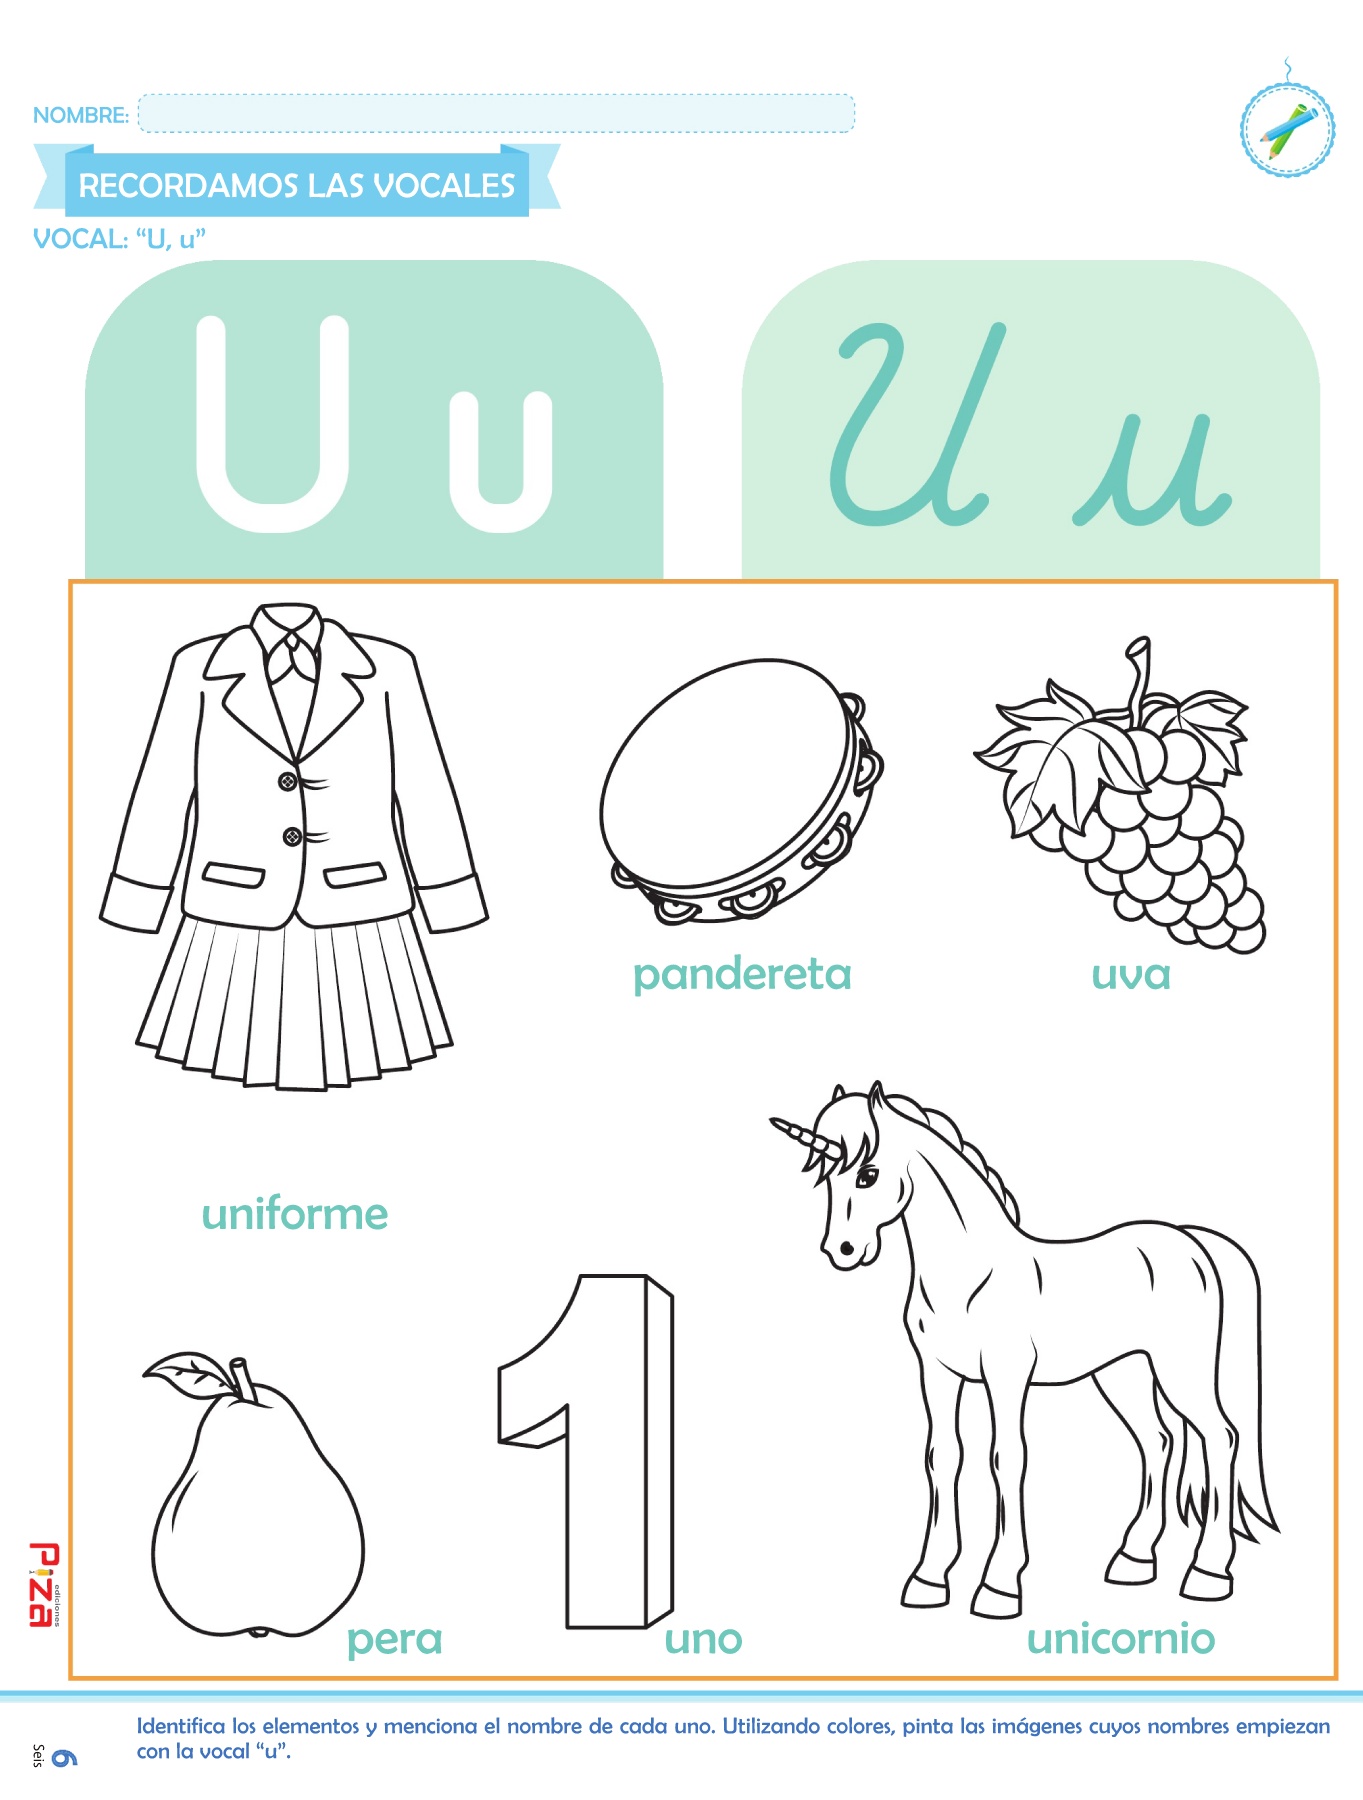 NOMBRE:
RECORDAMOS LAS VOCALES
VOCAL: “U, u”
U u
U u
pandereta
uva
uniforme
pera
uno
unicornio
Piza
ediciones
Identifica los elementos y menciona el nombre de cada uno. Utilizando colores, pinta las imágenes cuyos nombres empiezan
con la vocal “u”.
6
Seis